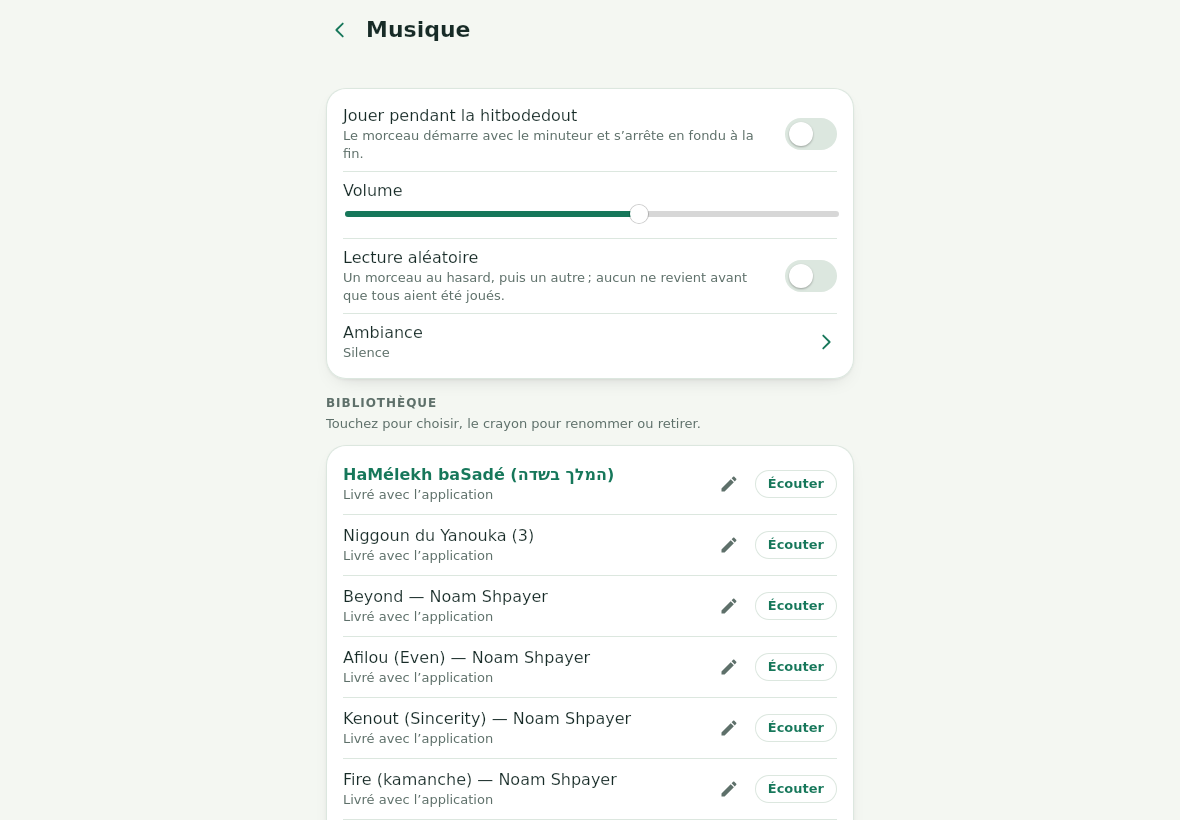 Musique
Jouer pendant la hitbodedout
Le morceau démarre avec le minuteur et s’arrête en fondu à la
fin.
Volume
Lecture aléatoire
Un morceau au hasard, puis un autre ; aucun ne revient avant
que tous aient été joués.
Ambiance
Silence
BIBLIOTHÈQUE
Touchez pour choisir, le crayon pour renommer ou retirer.
HaMélekh baSadé (המלך בשדה)
Livré avec l’application
Écouter
Niggoun du Yanouka (3)
Livré avec l’application
Écouter
Beyond — Noam Shpayer
Livré avec l’application
Écouter
Afilou (Even) — Noam Shpayer
Livré avec l’application
Écouter
Kenout (Sincerity) — Noam Shpayer
Livré avec l’application
Écouter
Fire (kamanche) — Noam Shpayer
Livré avec l’application
Écouter